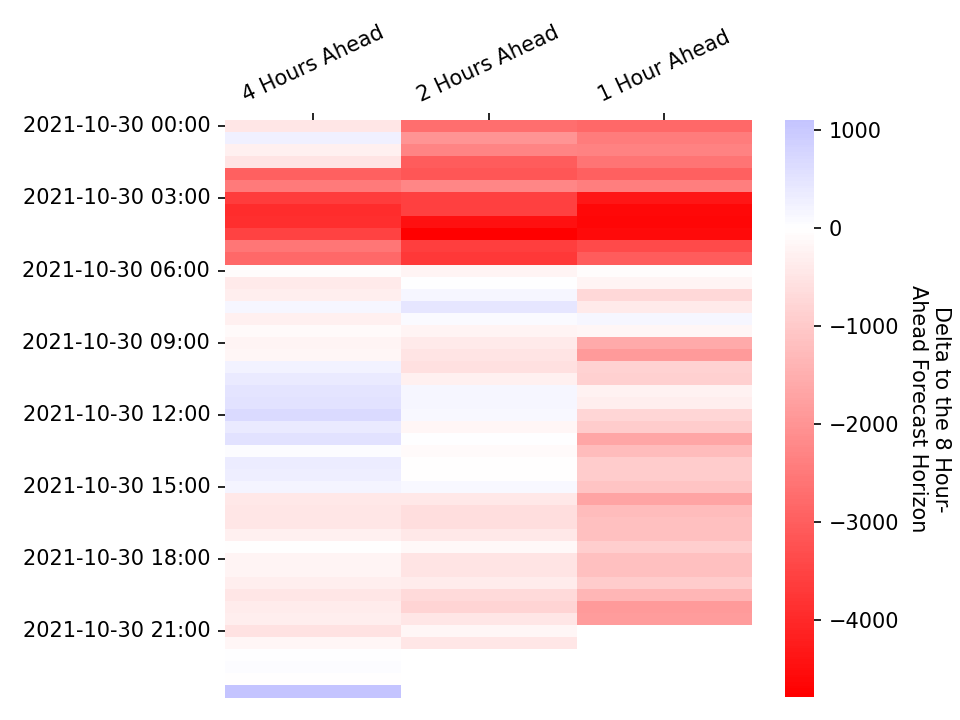 4 Hours Ahead
2 Hours Ahead
1 Hour Ahead
2021-10-30 00:00
2021-10-30 03:00
2021-10-30 06:00
2021-10-30 09:00
2021-10-30 12:00
2021-10-30 15:00
2021-10-30 18:00
2021-10-30 21:00
1000
0
−1000
−2000
−3000
−4000
Delta to the 8 Hour-
Ahead Forecast Horizon